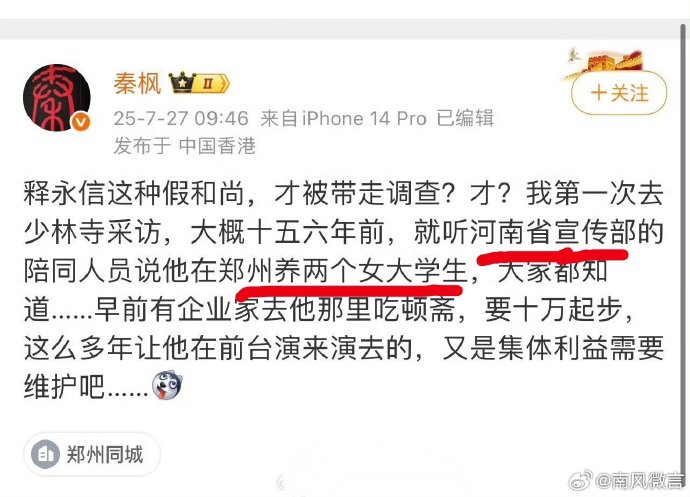 秦枫 II
+关注
25-7-27 09:46 来自 iPhone 14 Pro 已编辑
发布于 中国香港
释永信这种假和尚，才被带走调查？才？我第一次去
少林寺采访，大概十五六年前，就听河南省宣传部的
陪同人员说他在郑州养两个女大学生，大家都知
道......早前有企业家去他那里吃顿斋，要十万起步，
这么多年让他在前台演来演去的，又是集体利益需要
维护吧......
郑州同城
@南风微言